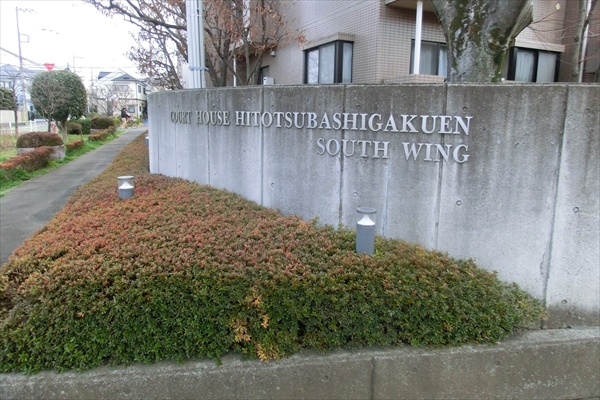 COURT HOUSE HITOTSUBASHIGAKUEN
SOUTH WING